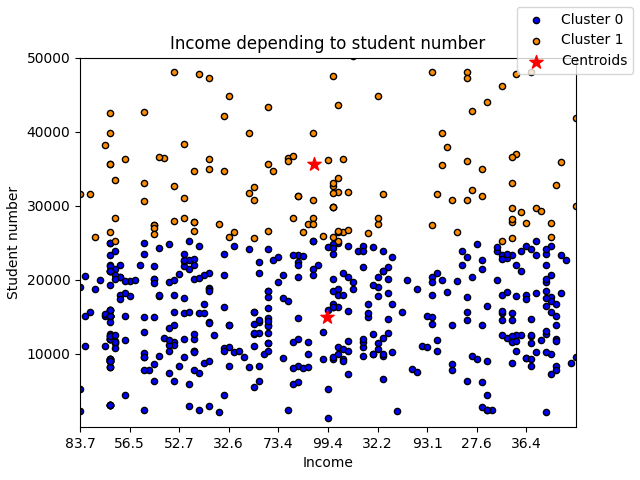 Income depending to student number
Cluster 0
Cluster 1
Centroids
Student number
50000
40000
30000
20000
10000
83.7 56.5 52.7 32.6 73.4 99.4 32.2 93.1 27.6 36.4
Income